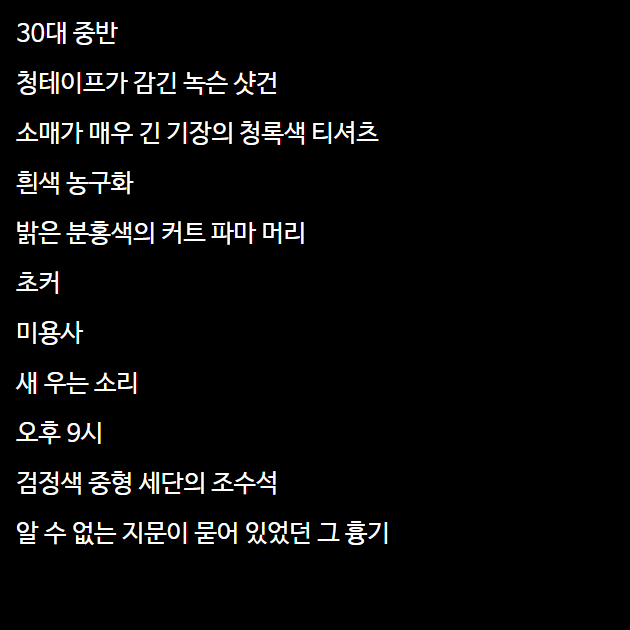 30대 중반
청테이프가 감긴 녹슨 샷건
소매가 매우 긴 기장의 청록색 티셔츠
흰색 농구화
밝은 분홍색의 커트 파마 머리
초커
미용사
새 우는 소리
오후 9시
검정색 중형 세단의 조수석
알 수 없는 지문이 묻어 있었던 그 흉기